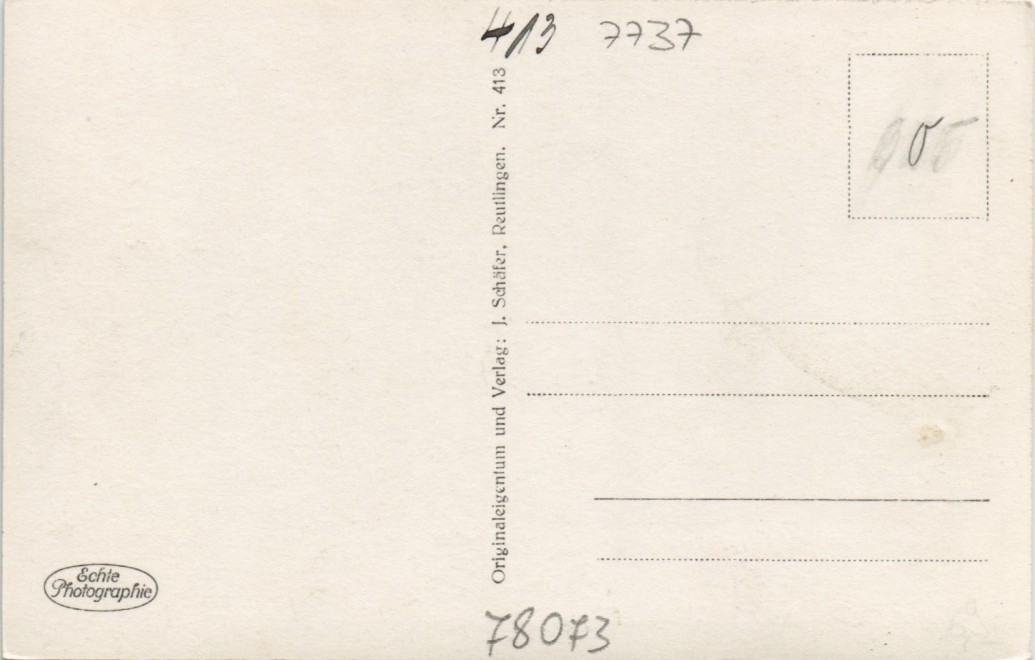 413 7737
Originaleigentum und Verlag: J. Schäfer, Reutlingen. Nr. 413
Echte
Photographie
78073